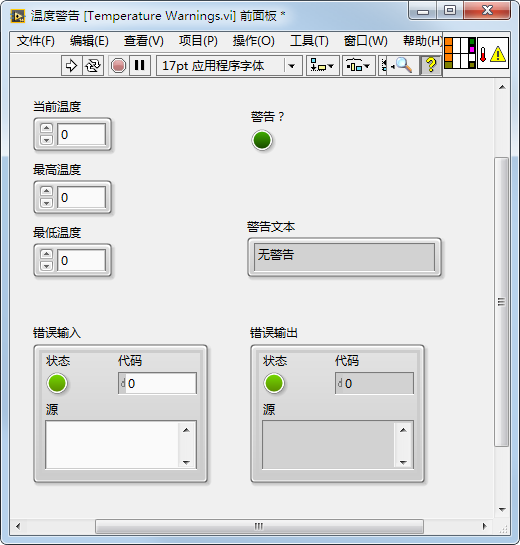 温度警告 [Temperature Warnings.vi] 前面板 *
文件(F) 编辑(E) 查看(V) 项目(P) 操作(O) 工具(T) 窗口(W) 帮助(H)
17pt 应用程序字体
当前温度
0
警告？
最高温度
0
最低温度
0
警告文本
无警告
错误输入
状态 代码
d 0
源
错误输出
状态 代码
d 0
源